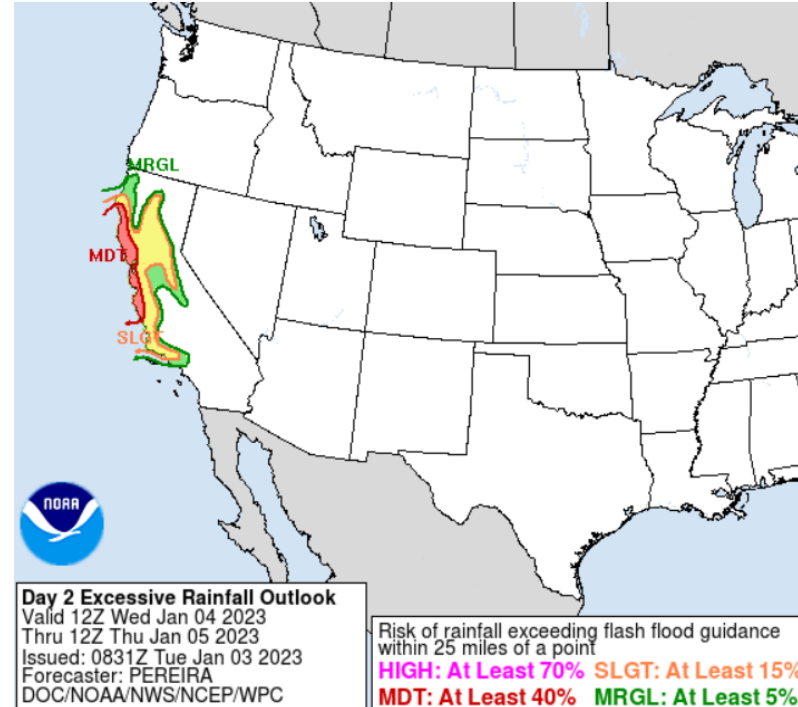 MRGL
MDT
SLGT
NOAA
Day 2 Excessive Rainfall Outlook
Valid 12Z Wed Jan 04 2023
Thru 12Z Thu Jan 05 2023
Issued: 0831Z Tue Jan 03 2023
Forecaster: PEREIRA
DOC/NOAA/NWS/NCEP/WPC
Risk of rainfall exceeding flash flood guidance
within 25 miles of a point
HIGH: At Least 70% SLGT: At Least 15%
MDT: At Least 40% MRGL: At Least 5%